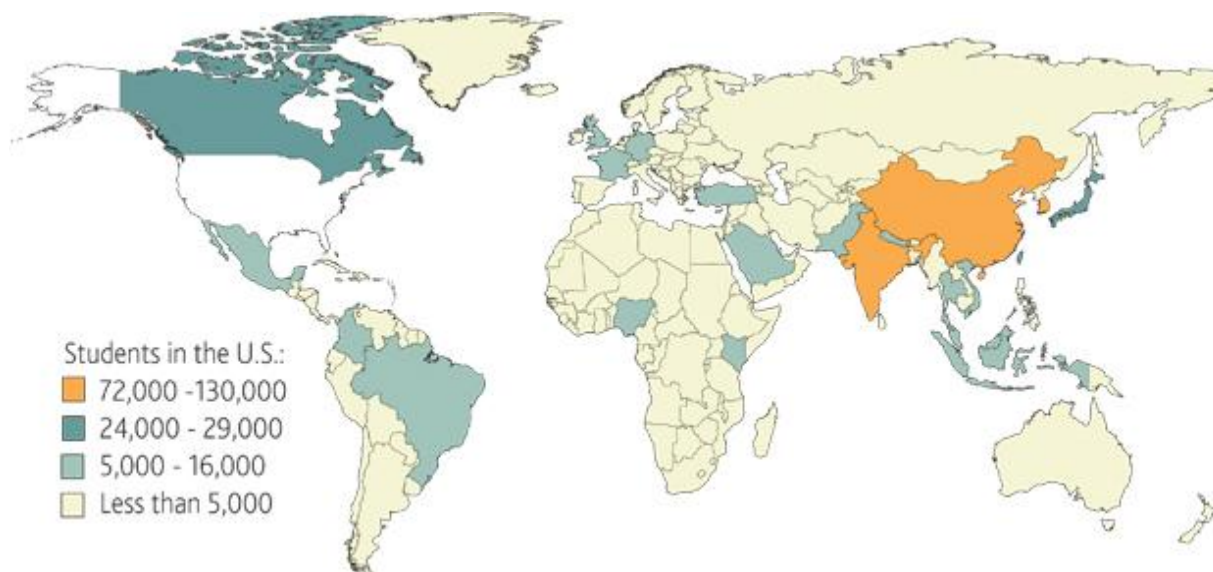 Students in the U.S.:
72,000 -130,000
24,000 - 29,000
5,000 - 16,000
Less than 5,000